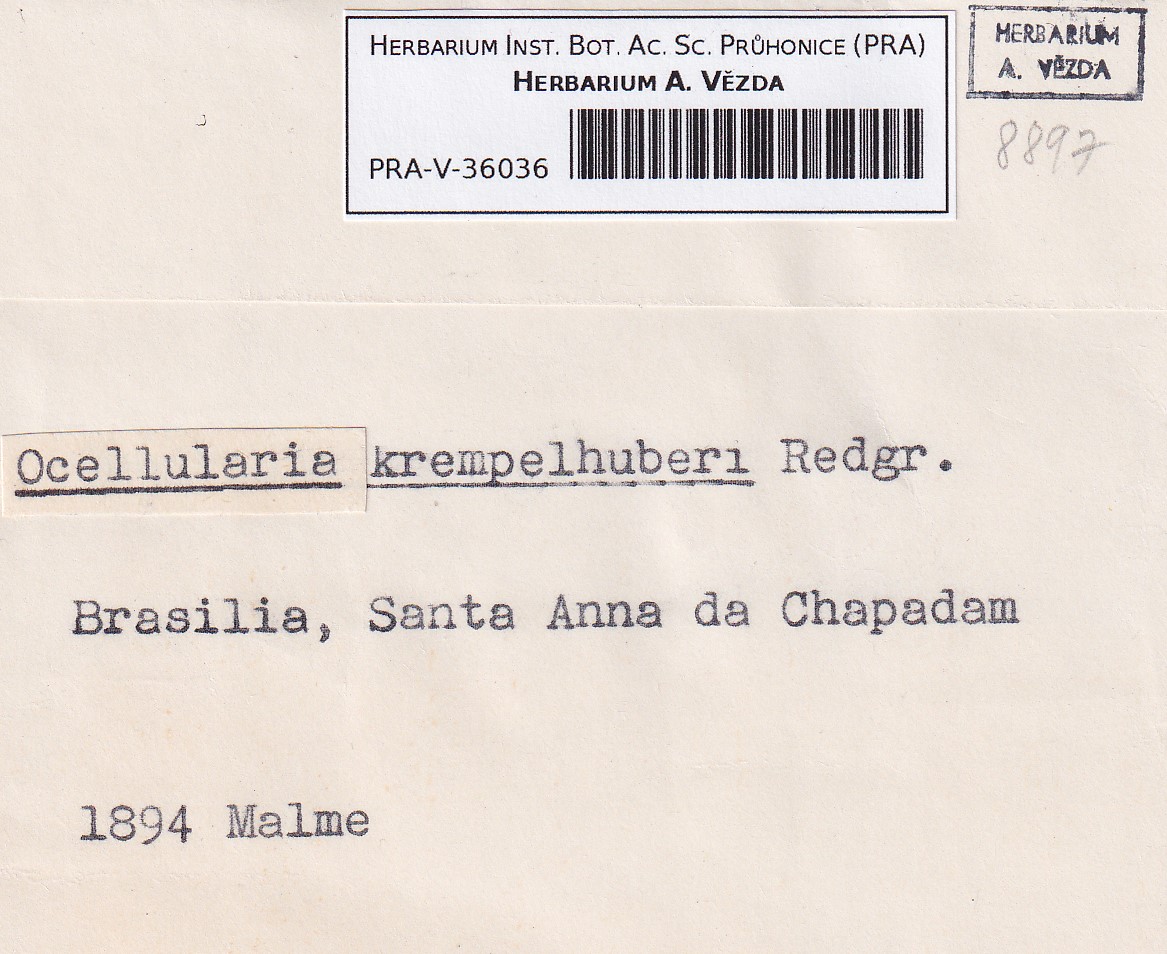 HERBARIUM INST. BOT. AC. SC. PRŮHONICE (PRA)
HERBARIUM A. VĚZDA
PRA-V-36036
HERBARIUM
A. VĚZDA
8897
Ocellularia krempelhuberi Redgr.
Brasilia, Santa Anna da Chapadam
1894 Malme